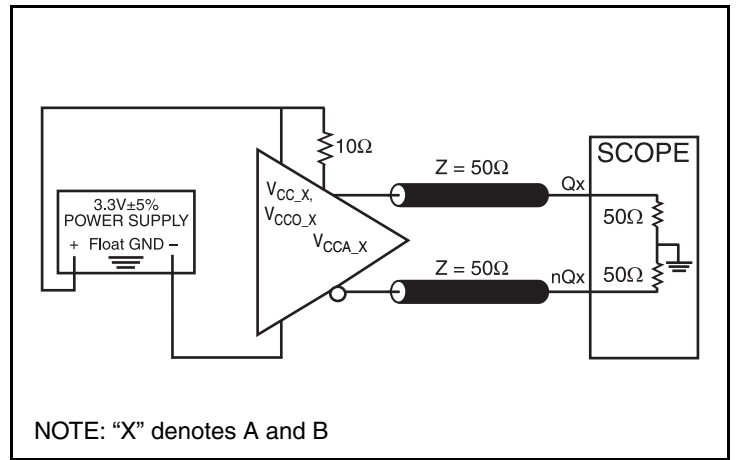 10Ω
Z = 50Ω
Qx
SCOPE
V_CC_X,
V_CCO_X
V_CCA_X
3.3V±5%
POWER SUPPLY
+ Float GND –
50Ω
Z = 50Ω
nQx
50Ω
NOTE: “X” denotes A and B